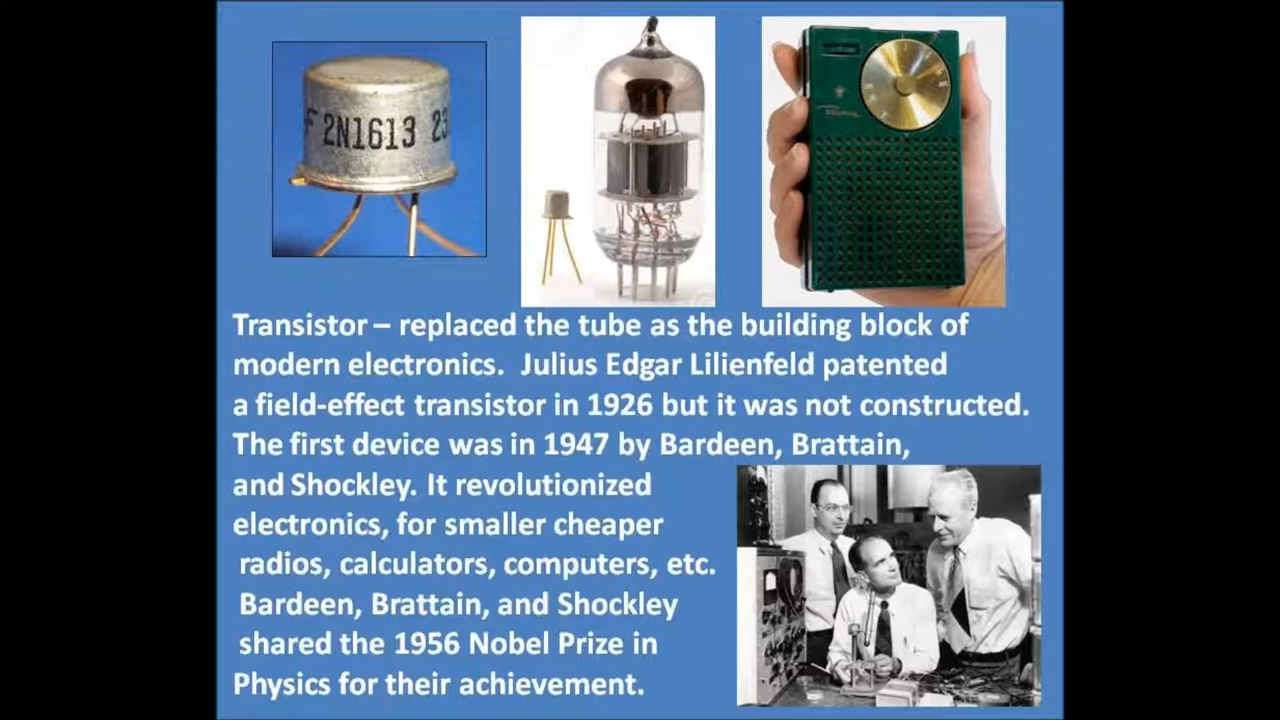 F 2N1613 23
Transistor – replaced the tube as the building block of
modern electronics.  Julius Edgar Lilienfeld patented
a field-effect transistor in 1926 but it was not constructed.
The first device was in 1947 by Bardeen, Brattain,
and Shockley. It revolutionized
electronics, for smaller cheaper
radios, calculators, computers, etc.
Bardeen, Brattain, and Shockley
shared the 1956 Nobel Prize in
Physics for their achievement.